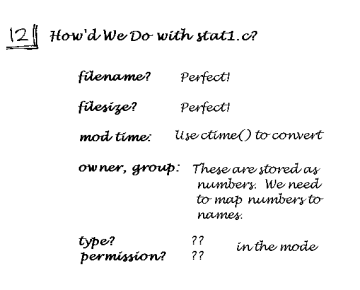 12 How'd We Do with stat1.c?
filename? Perfect!
filesize? Perfect!
mod time: Use ctime() to convert
owner, group: These are stored as
numbers. We need
to map numbers to
names.
type? ??
in the mode
permission? ??